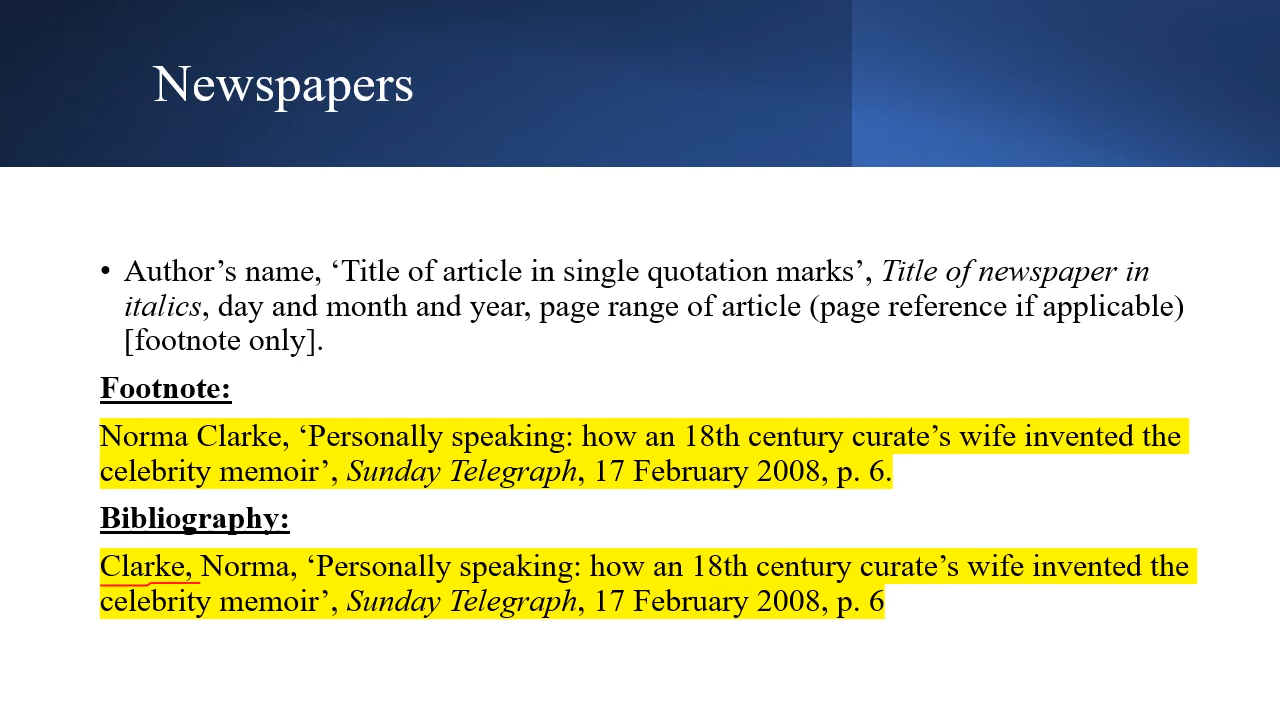 Newspapers
• Author’s name, ‘Title of article in single quotation marks’, Title of newspaper in
italics, day and month and year, page range of article (page reference if applicable)
[footnote only].
Footnote:
Norma Clarke, ‘Personally speaking: how an 18th century curate’s wife invented the
celebrity memoir’, Sunday Telegraph, 17 February 2008, p. 6.
Bibliography:
Clarke, Norma, ‘Personally speaking: how an 18th century curate’s wife invented the
celebrity memoir’, Sunday Telegraph, 17 February 2008, p. 6